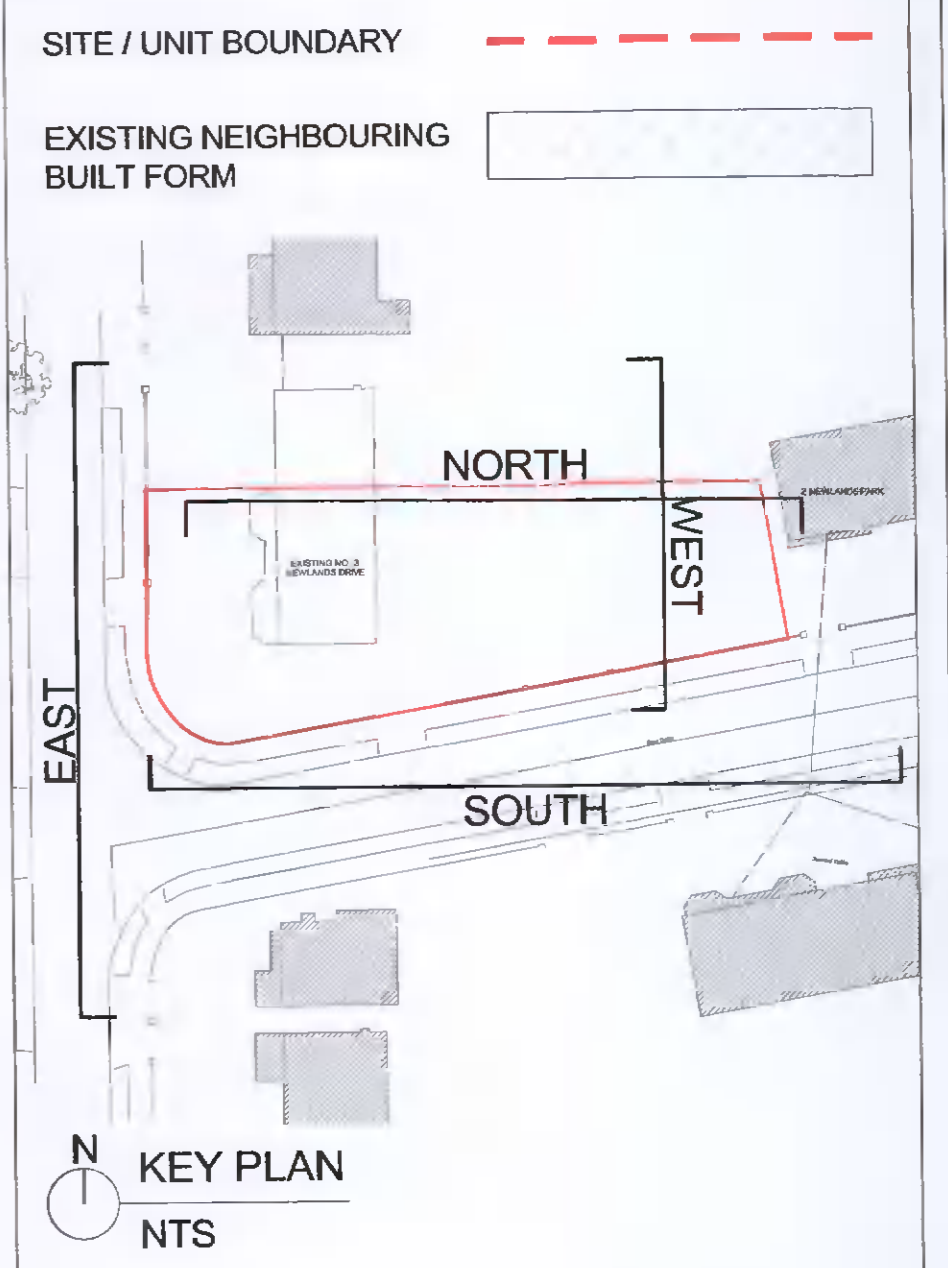 SITE / UNIT BOUNDARY
EXISTING NEIGHBOURING
BUILT FORM
NORTH
WEST
2 NEWLANDS PARK
EXISTING NO. 3
NEWLANDS DRIVE
EAST
SOUTH
N
KEY PLAN
NTS